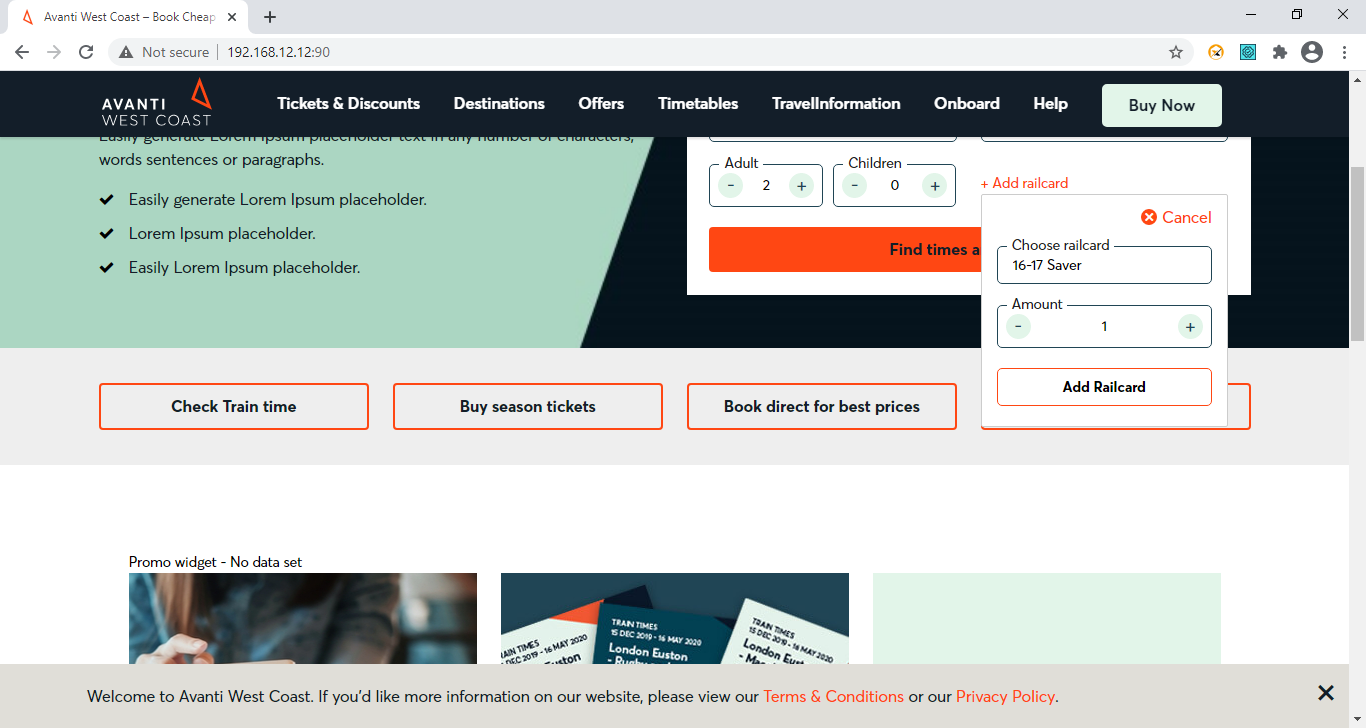 Avanti West Coast – Book Cheap
Not secure
192.168.12.12:90
AVANTI
WEST COAST
Tickets & Discounts
Destinations
Offers
Timetables
TravelInformation
Onboard
Help
Buy Now
Easily generate Lorem Ipsum placeholder text in any number of characters,
words sentences or paragraphs.
Easily generate Lorem Ipsum placeholder.
Lorem Ipsum placeholder.
Easily Lorem Ipsum placeholder.
Adult
- 2 +
Children
- 0 +
+ Add railcard
Find times a
Cancel
Choose railcard
16-17 Saver
Amount
- 1 +
Add Railcard
Check Train time
Buy season tickets
Book direct for best prices
Promo widget - No data set
TRAIN TIMES
DEC 2019 - 16 MAY 2020
TRAIN TIMES
15 DEC 2019 - 16 MAY 2020
London Euston
TRAIN TIMES
15 DEC 2019 - 16 MAY 2020
London
Welcome to Avanti West Coast. If you'd like more information on our website, please view our Terms & Conditions or our Privacy Policy.